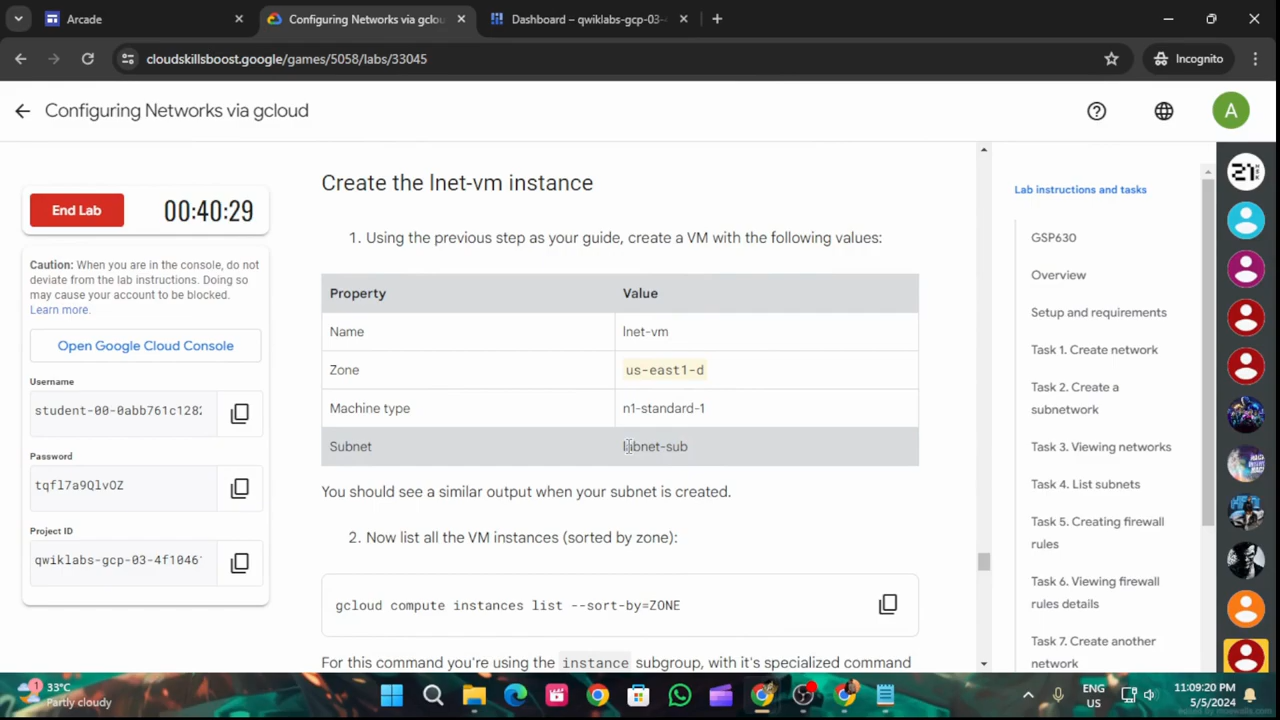 Arcade
Configuring Networks via gclou
Dashboard – qwiklabs-gcp-03-
cloudskillsboost.google/games/5058/labs/33045
Incognito
Configuring Networks via gcloud
A
End Lab
00:40:29
Caution: When you are in the console, do not
deviate from the lab instructions. Doing so
may cause your account to be blocked.
Learn more.
Open Google Cloud Console
Username
student-00-0abb761c1282
Password
tqfl7a9QlvOZ
Project ID
qwiklabs-gcp-03-4f1046
Create the lnet-vm instance
1. Using the previous step as your guide, create a VM with the following values:
Property Value
Name lnet-vm
Zone us-east1-d
Machine type n1-standard-1
Subnet
You should see a similar output when your subnet is created.
2. Now list all the VM instances (sorted by zone):
gcloud compute instances list --sort-by=ZONE
For this command you're using the instance subgroup, with it's specialized command
Lab instructions and tasks
GSP630
Overview
Setup and requirements
Task 1. Create network
Task 2. Create a
subnetwork
Task 3. Viewing networks
Task 4. List subnets
Task 5. Creating firewall
rules
Task 6. Viewing firewall
rules details
Task 7. Create another
network
21
1
33°C
Partly cloudy
ENG
US
11:09:20 PM
5/5/2024